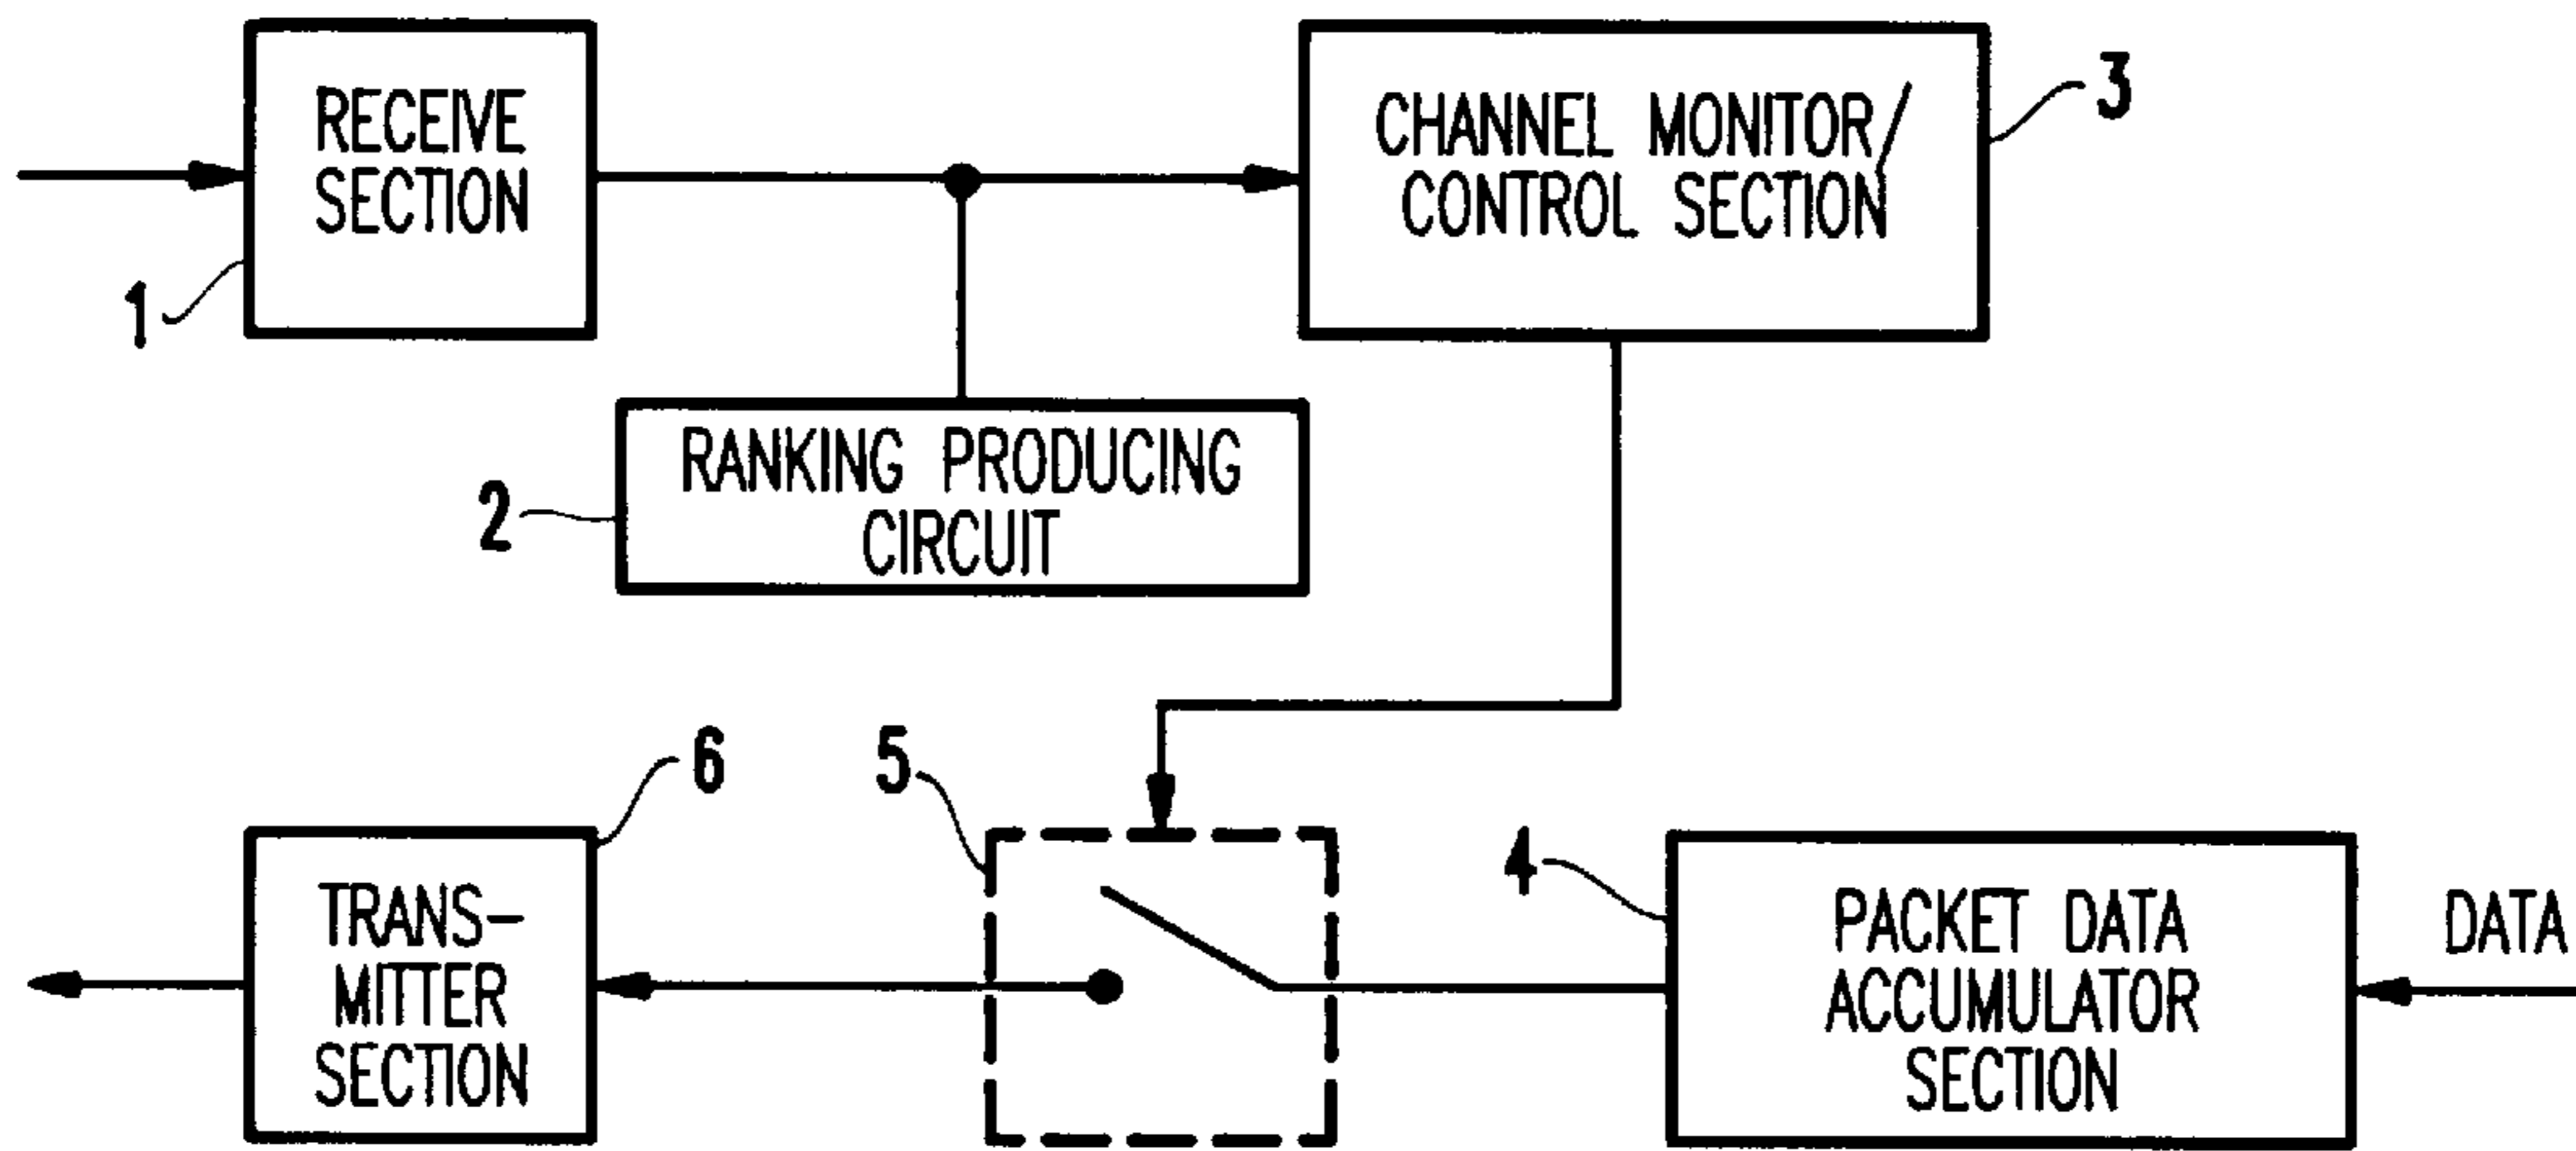 RECEIVE
SECTION
1
CHANNEL MONITOR/
CONTROL SECTION
3
RANKING PRODUCING
CIRCUIT
2
6
TRANS-
MITTER
SECTION
5
4
PACKET DATA
ACCUMULATOR
SECTION
DATA